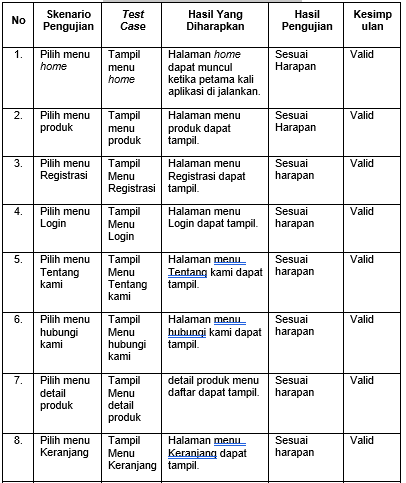 No Skenario Pengujian Test Case Hasil Yang Diharapkan Hasil Pengujian Kesimp ulan
1. Pilih menu home Tampil menu home Halaman home dapat muncul ketika petama kali aplikasi di jalankan. Sesuai Harapan Valid
2. Pilih menu produk Tampil menu produk Halaman menu produk dapat tampil. Sesuai Harapan Valid
3. Pilih menu Registrasi Tampil Menu Registrasi Halaman menu Registrasi dapat tampil. Sesuai harapan Valid
4. Pilih menu Login Tampil Menu Login Halaman menu Login dapat tampil. Sesuai harapan Valid
5. Pilih menu Tentang kami Tampil Menu Tentang kami Halaman menu Tentang kami dapat tampil. Sesuai harapan Valid
6. Pilih menu hubungi kami Tampil Menu hubungi kami Halaman menu hubungi kami dapat tampil. Sesuai harapan Valid
7. Pilih menu detail produk Tampil Menu detail produk detail produk menu daftar dapat tampil. Sesuai harapan Valid
8. Pilih menu Keranjang Tampil Menu Keranjang Halaman menu Keranjang dapat tampil. Sesuai harapan Valid